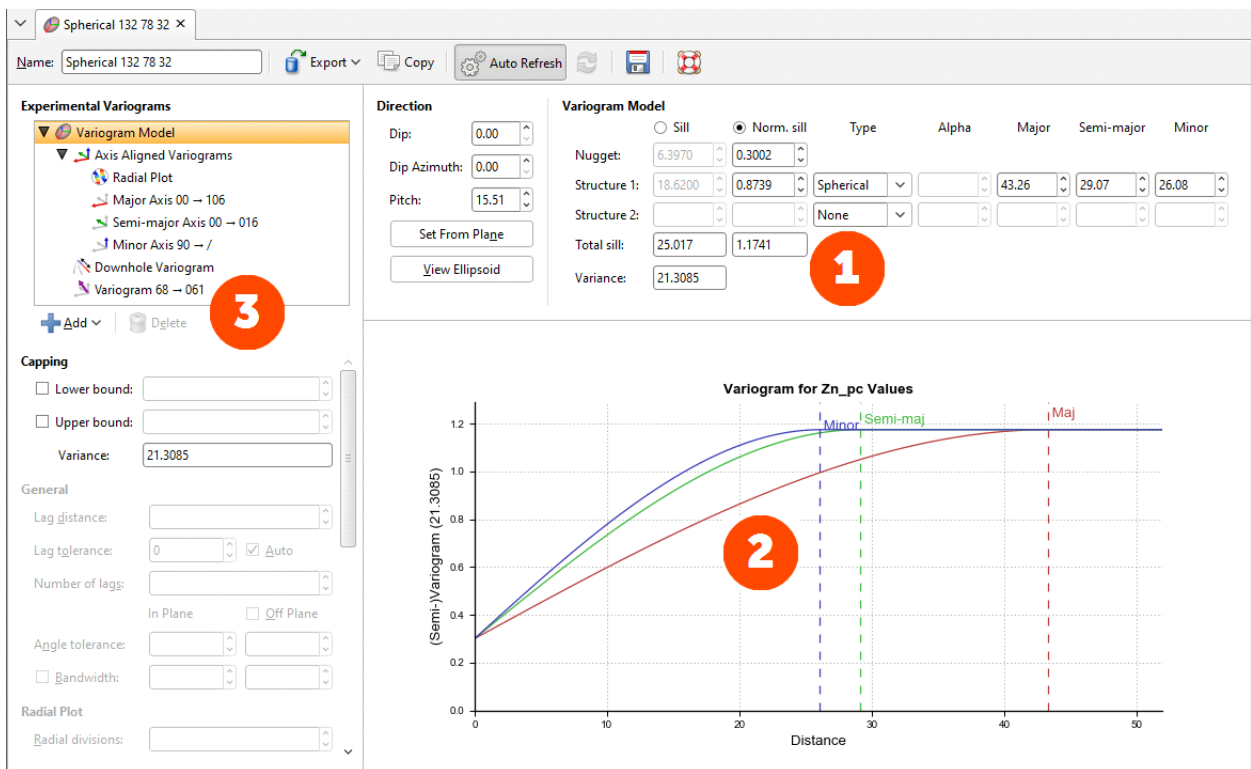 Spherical 132 78 32 ×
Name: Spherical 132 78 32 Export Copy Auto Refresh
Experimental Variograms
Variogram Model
Axis Aligned Variograms
Radial Plot
Major Axis 00 → 106
Semi-major Axis 00 → 016
Minor Axis 90 → /
Downhole Variogram
Variogram 68 → 061
3
Add Delete
Capping
Lower bound:
Upper bound:
Variance: 21.3085
General
Lag distance:
Lag tolerance: 0 Auto
Number of lags:
In Plane Off Plane
Angle tolerance:
Bandwidth:
Radial Plot
Radial divisions:
Direction
Dip: 0.00
Dip Azimuth: 0.00
Pitch: 15.51
Set From Plane
View Ellipsoid
Variogram Model
Sill Norm. sill Type Alpha Major Semi-major Minor
Nugget: 6.3970 0.3002
Structure 1: 18.6200 0.8739 Spherical 43.26 29.07 26.08
Structure 2: None
Total sill: 25.017 1.1741
Variance: 21.3085
1
Variogram for Zn_pc Values
Minor Semi-maj Maj
(Semi-)Variogram (21.3085)
1.2
1.0
0.8
0.6
0.4
0.2
0.0
2
0 10 20 30 40 50
Distance